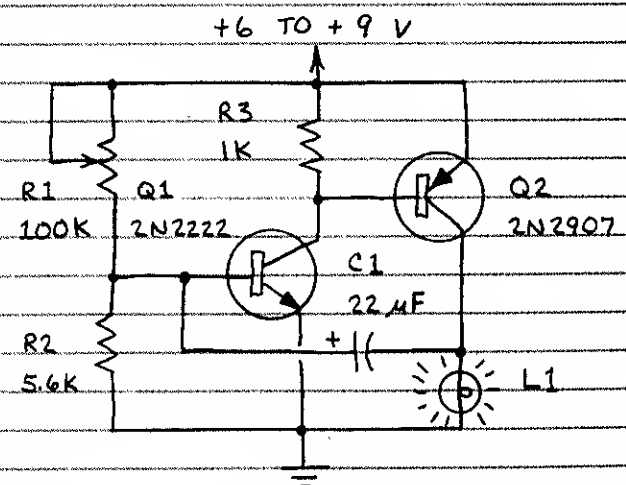 +6 TO +9 V
R3
1K
R1
100K
Q1
2N2222
Q2
2N2907
C1
22 µF
+
R2
5.6K
L1